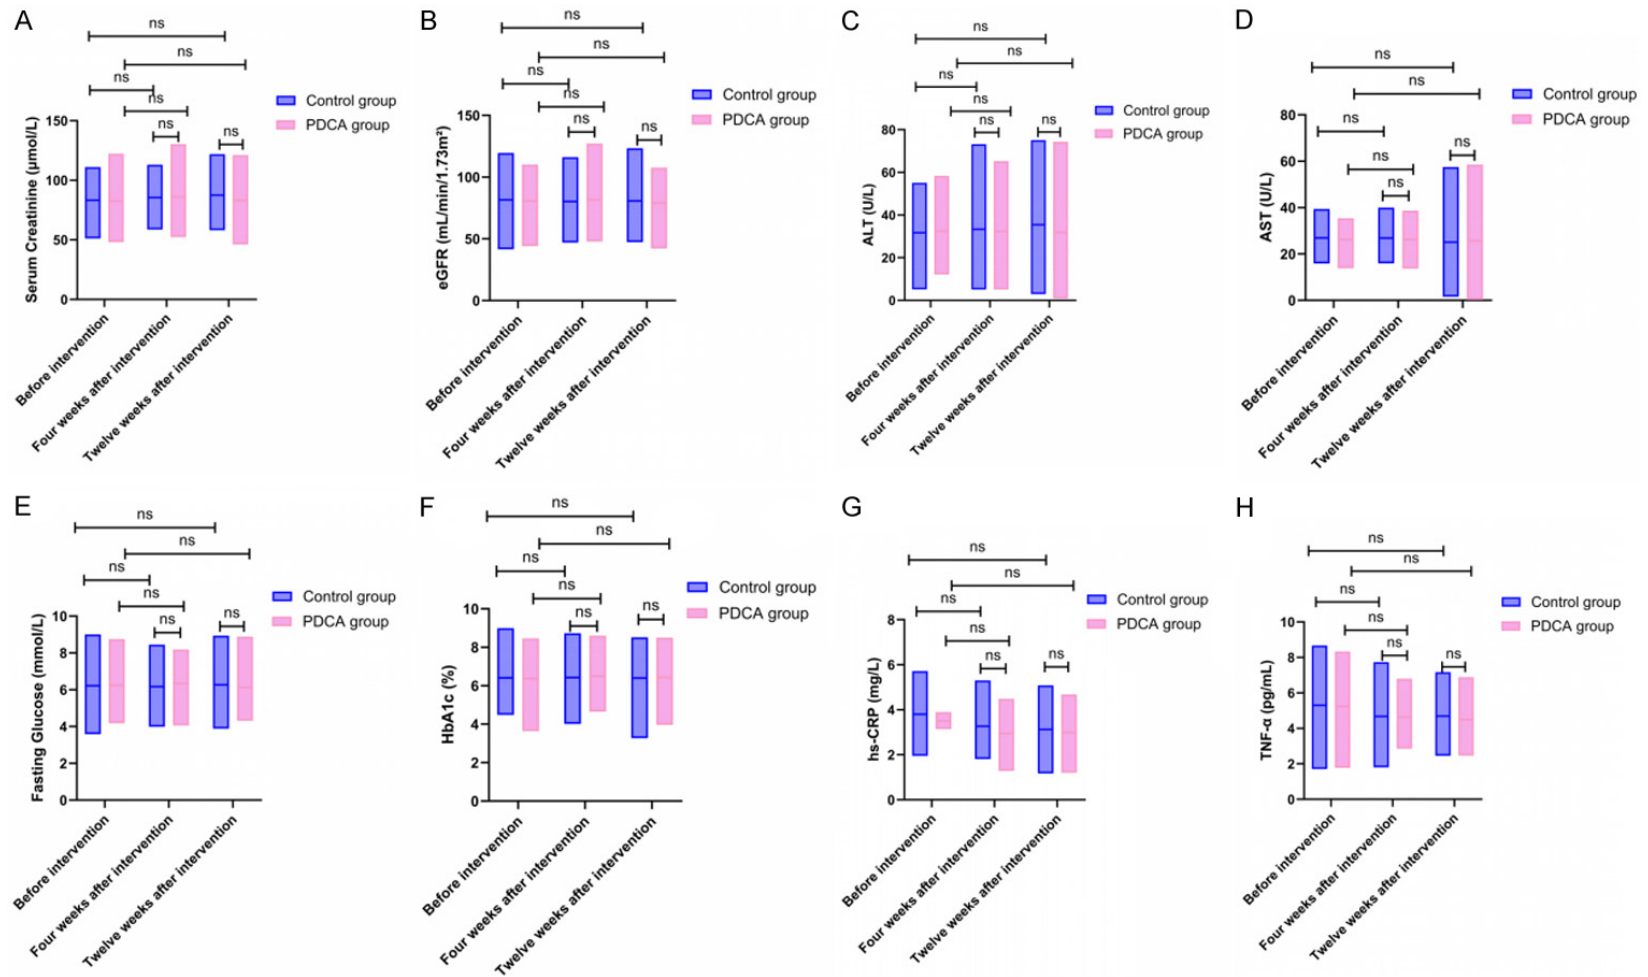 A
ns
ns
ns
ns
ns
ns
Control group
PDCA group
Serum Creatinine (μmol/L)
150
100
50
0
Before intervention
Four weeks after intervention
Twelve weeks after intervention
B
ns
ns
ns
ns
ns
ns
Control group
PDCA group
eGFR (mL/min/1.73m²)
150
100
50
0
Before intervention
Four weeks after intervention
Twelve weeks after intervention
C
ns
ns
ns
ns
ns
ns
Control group
PDCA group
ALT (U/L)
80
60
40
20
0
Before intervention
Four weeks after intervention
Twelve weeks after intervention
D
ns
ns
ns
ns
ns
ns
Control group
PDCA group
AST (U/L)
80
60
40
20
0
Before intervention
Four weeks after intervention
Twelve weeks after intervention
E
ns
ns
ns
ns
ns
ns
Control group
PDCA group
Fasting Glucose (mmol/L)
10
8
6
4
2
0
Before intervention
Four weeks after intervention
Twelve weeks after intervention
F
ns
ns
ns
ns
ns
ns
Control group
PDCA group
HbA1c (%)
10
8
6
4
2
0
Before intervention
Four weeks after intervention
Twelve weeks after intervention
G
ns
ns
ns
ns
ns
ns
Control group
PDCA group
hs-CRP (mg/L)
8
6
4
2
0
Before intervention
Four weeks after intervention
Twelve weeks after intervention
H
ns
ns
ns
ns
ns
ns
Control group
PDCA group
TNF-α (pg/mL)
10
8
6
4
2
0
Before intervention
Four weeks after intervention
Twelve weeks after intervention